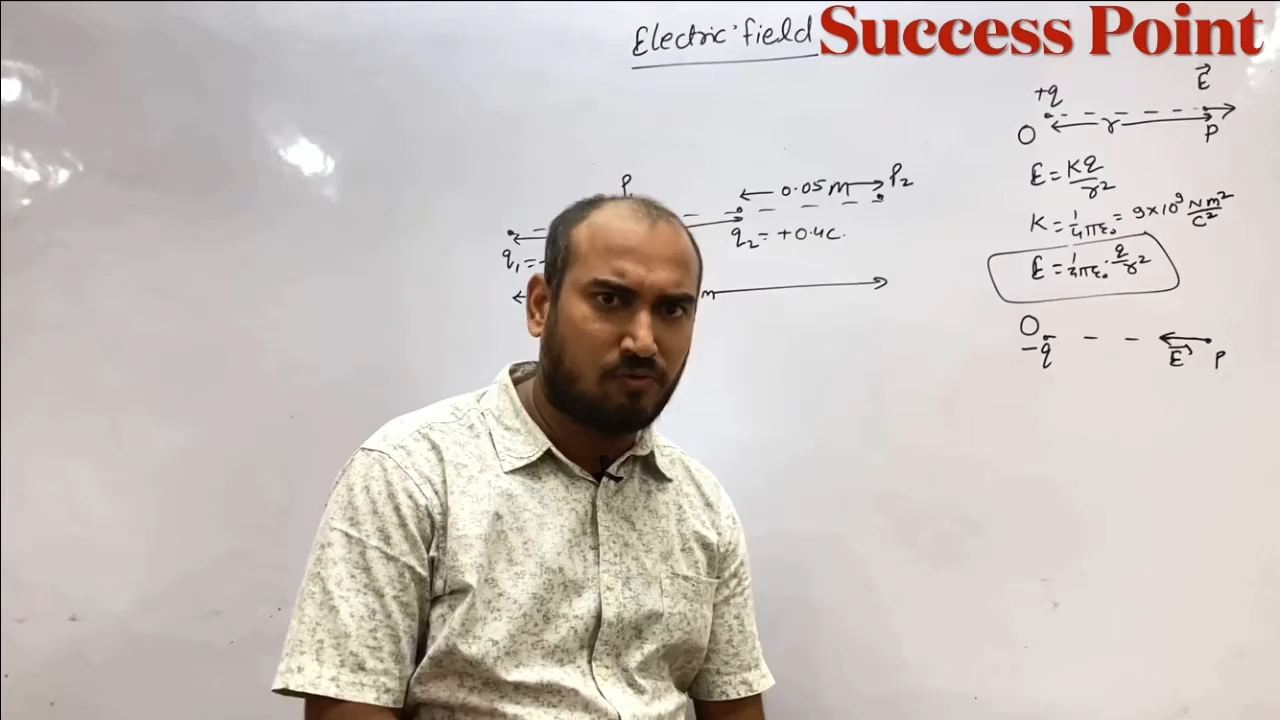 Electric field
Success Point
+q
E
O
r
P
E = Kq/r²
K = 1/4πε₀ = 9×10⁹ Nm²/C²
E = 1/4πε₀ · q/r²
O
-q
E
P
P
0.05 m
P₂
q₁ = -
q₂ = +0.4C.
m